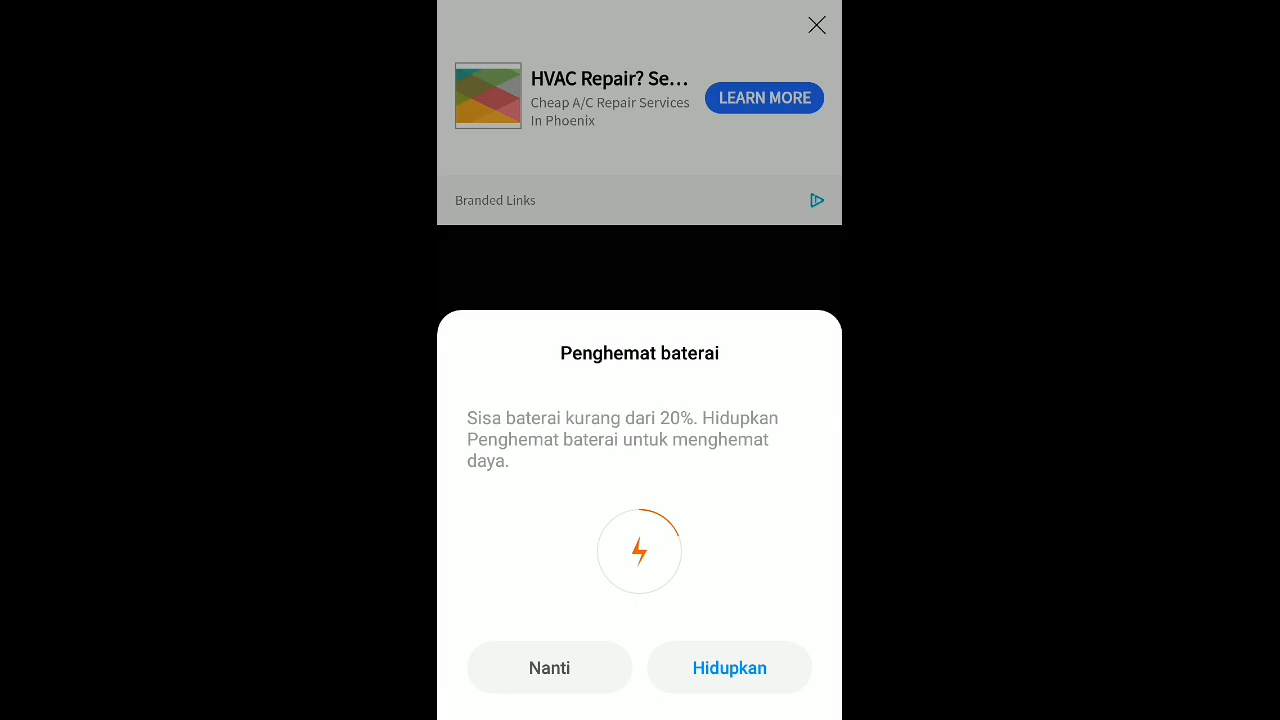 HVAC Repair? Se...
Cheap A/C Repair Services
In Phoenix
LEARN MORE
Branded Links
Penghemat baterai
Sisa baterai kurang dari 20%. Hidupkan
Penghemat baterai untuk menghemat
daya.
Nanti
Hidupkan